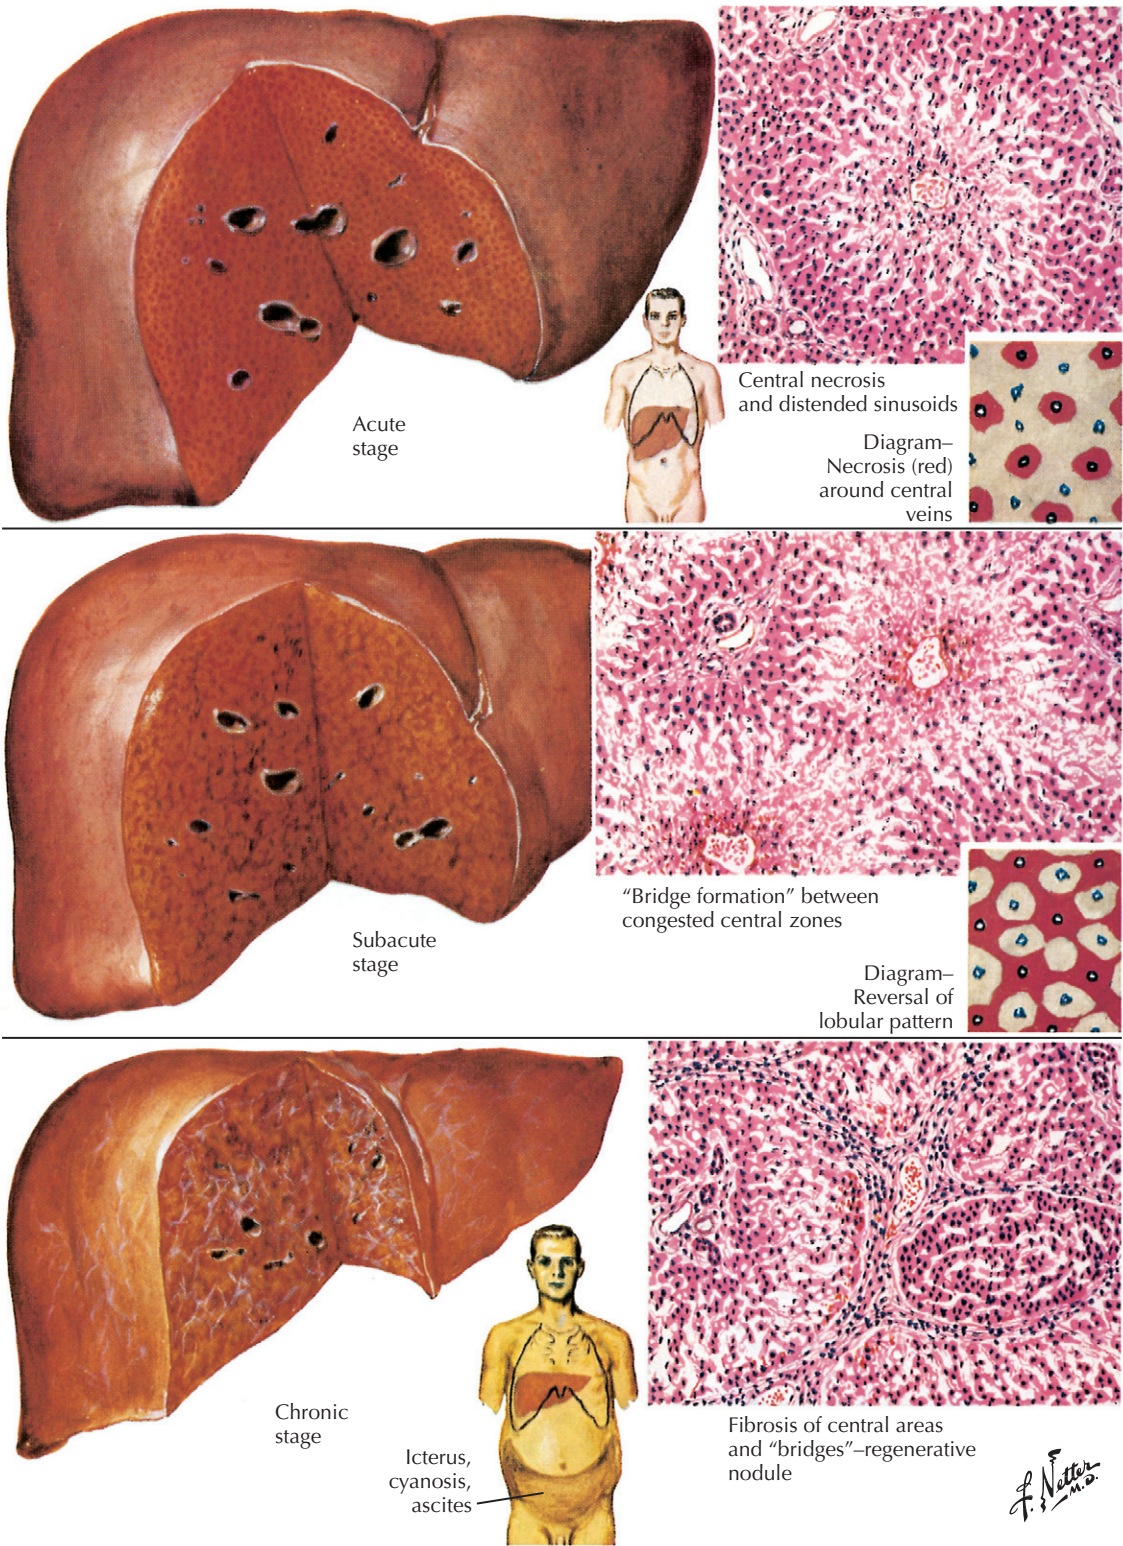 Acute
stage
Central necrosis
and distended sinusoids
Diagram–
Necrosis (red)
around central
veins
Subacute
stage
“Bridge formation” between
congested central zones
Diagram–
Reversal of
lobular pattern
Chronic
stage
Icterus,
cyanosis,
ascites
Fibrosis of central areas
and “bridges”–regenerative
nodule
F. Netter
M.D.